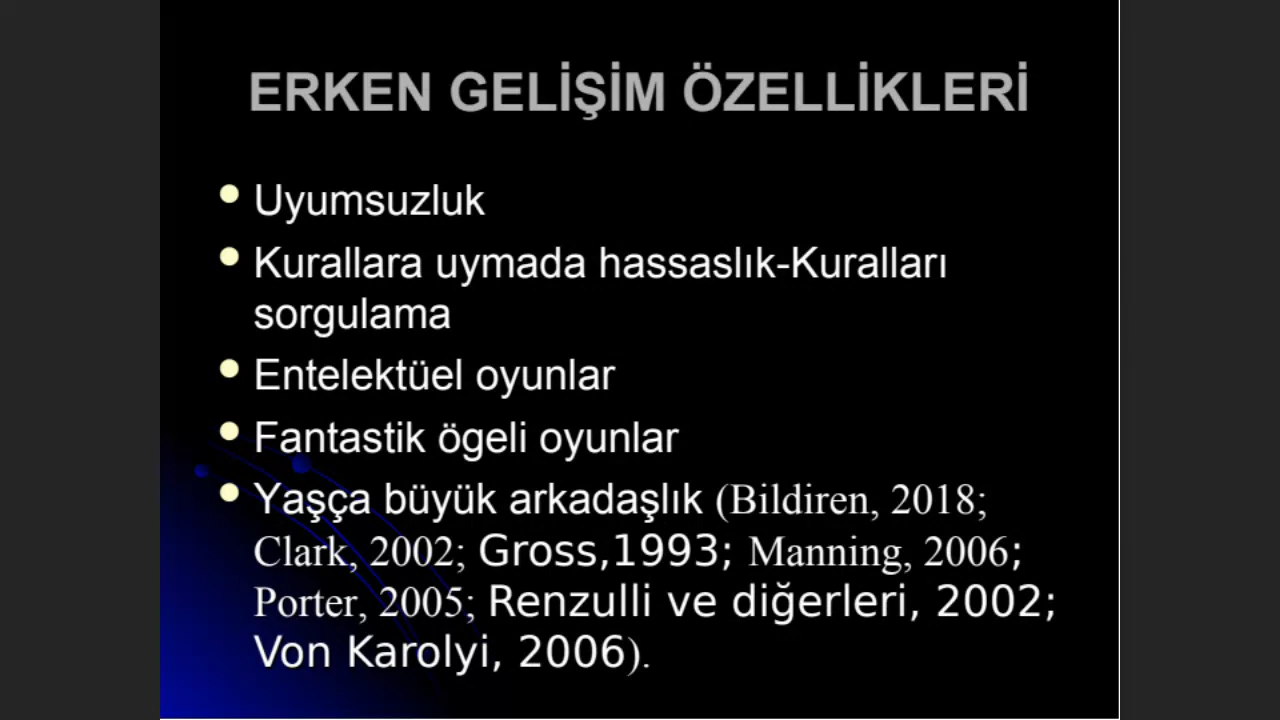 ERKEN GELİŞİM ÖZELLİKLERİ
Uyumsuzluk
Kurallara uymada hassaslık-Kuralları
sorgulama
Entelektüel oyunlar
Fantastik ögeli oyunlar
Yaşça büyük arkadaşlık (Bildiren, 2018;
Clark, 2002; Gross,1993; Manning, 2006;
Porter, 2005; Renzulli ve diğerleri, 2002;
Von Karolyi, 2006).